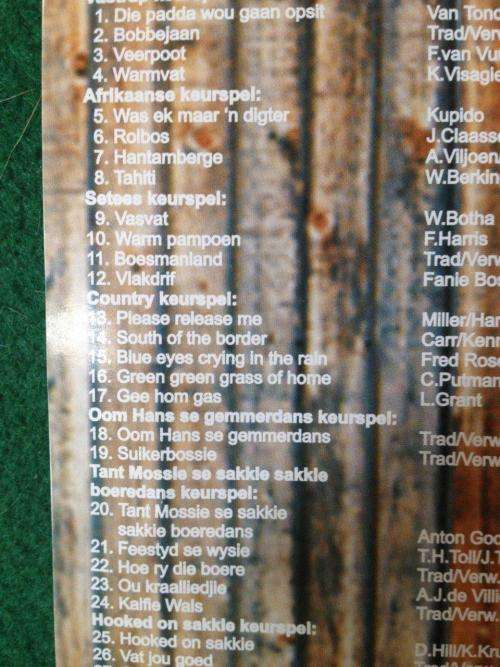 1. Die padda wou gaan opsit Van Tond
2. Bobbejaan Trad/Verw
3. Veerpoot F.van Vu
4. Warmvat K.Visagie
Afrikaanse keurspel:
5. Was ek maar 'n digter Kupido
6. Rolbos J.Claasse
7. Hantamberge A.Viljoen/
8. Tahiti W.Berkin
Setees keurspel:
9. Vasvat W.Botha
10. Warm pampoen F.Harris
11. Boesmanland Trad/Verw
12. Vlakdrif Fanie Bos
Country keurspel:
13. Please release me Miller/Har
14. South of the border Carr/Kenn
15. Blue eyes crying in the rain Fred Rose
16. Green green grass of home C.Putman
17. Gee hom gas L.Grant
Oom Hans se gemmerdans keurspel:
18. Oom Hans se gemmerdans Trad/Verw
19. Suikerbossie Trad/Verw.
Tant Mossie se sakkie sakkie
boeredans keurspel:
20. Tant Mossie se sakkie
sakkie boeredans Anton Goo
21. Feestyd se wysie T.H.Toll/J.T
22. Hoe ry die boere Trad/Verw.
23. Ou kraalliedjie A.J.de Villi
24. Kalfie Wals Trad/Verw.
Hooked on sakkie keurspel:
25. Hooked on sakkie D.Hill/K.Kru
26. Vat jou goed